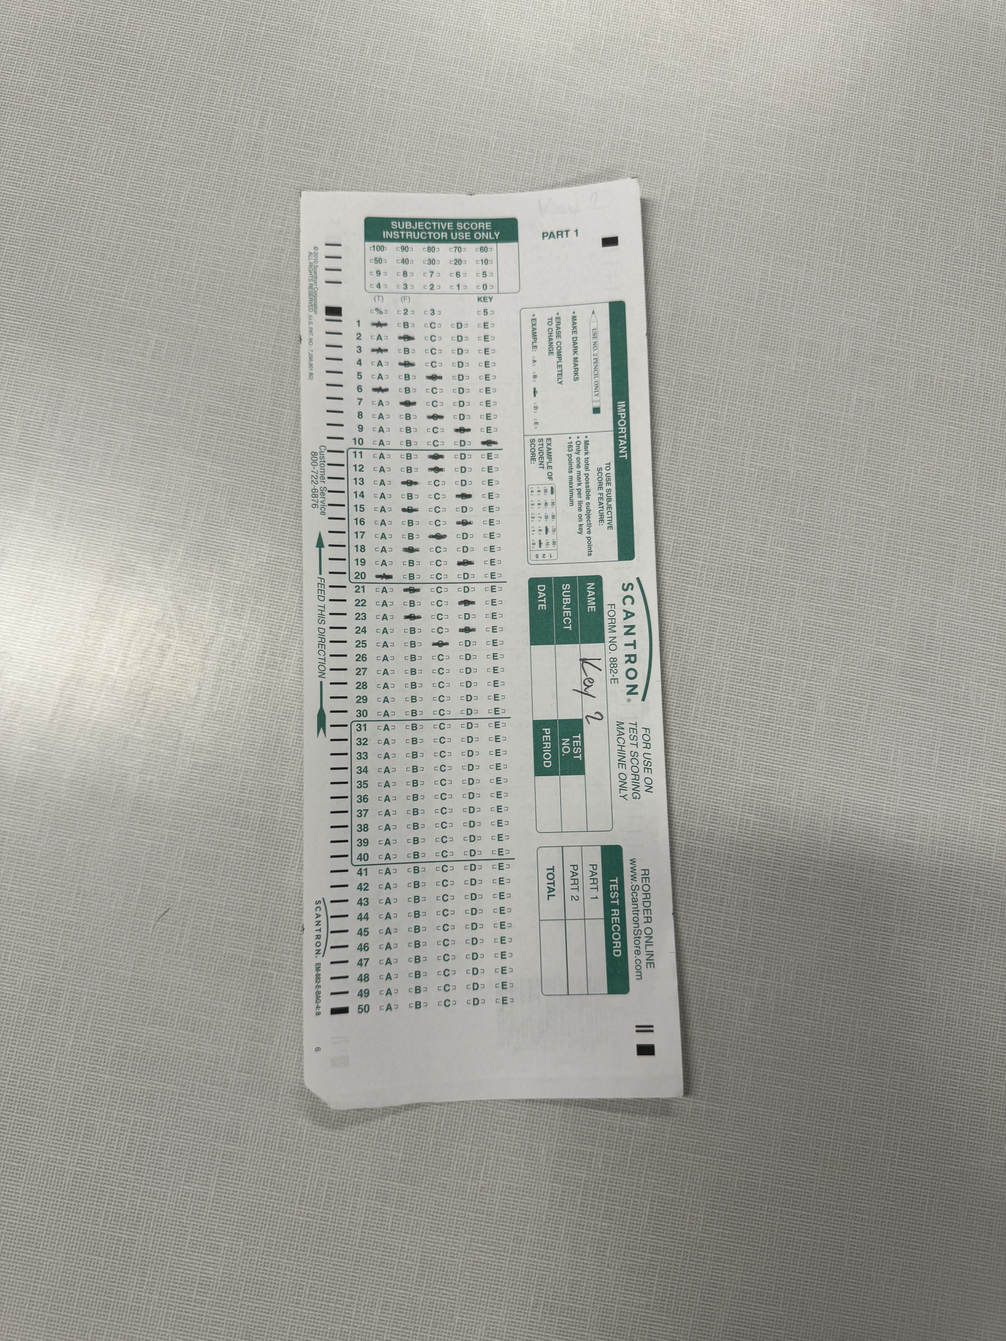 SUBJECTIVE SCORE
INSTRUCTOR USE ONLY
100 90 80 70 60
50 40 30 20 10
9 8 7 6 5
4 3 2 1 0
(T) (F) KEY
% 2 3 5
1 A B C D E
2 A B C D E
3 A B C D E
4 A B C D E
5 A B C D E
6 A B C D E
7 A B C D E
8 A B C D E
9 A B C D E
10 A B C D E
11 A B C D E
12 A B C D E
13 A B C D E
14 A B C D E
15 A B C D E
16 A B C D E
17 A B C D E
18 A B C D E
19 A B C D E
20 A B C D E
21 A B C D E
22 A B C D E
23 A B C D E
24 A B C D E
25 A B C D E
26 A B C D E
27 A B C D E
28 A B C D E
29 A B C D E
30 A B C D E
31 A B C D E
32 A B C D E
33 A B C D E
34 A B C D E
35 A B C D E
36 A B C D E
37 A B C D E
38 A B C D E
39 A B C D E
40 A B C D E
41 A B C D E
42 A B C D E
43 A B C D E
44 A B C D E
45 A B C D E
46 A B C D E
47 A B C D E
48 A B C D E
49 A B C D E
50 A B C D E
PART 1
IMPORTANT
USE NO. 2 PENCIL ONLY
• MAKE DARK MARKS
• ERASE COMPLETELY
TO CHANGE
• EXAMPLE: A B D E
TO USE SUBJECTIVE
SCORE FEATURE:
• Mark total possible subjective points
• Only one mark per line on key
• 163 points maximum
EXAMPLE OF
STUDENT
SCORE:
SCANTRON®
FORM NO. 882-E
FOR USE ON
TEST SCORING
MACHINE ONLY
NAME Key 2
SUBJECT
TEST
NO.
DATE
PERIOD
REORDER ONLINE
www.ScantronStore.com
TEST RECORD
PART 1
PART 2
TOTAL
© 2010 Scantron Corporation
ALL RIGHTS RESERVED.
Customer Service
800-722-6876
FEED THIS DIRECTION
SCANTRON.
6